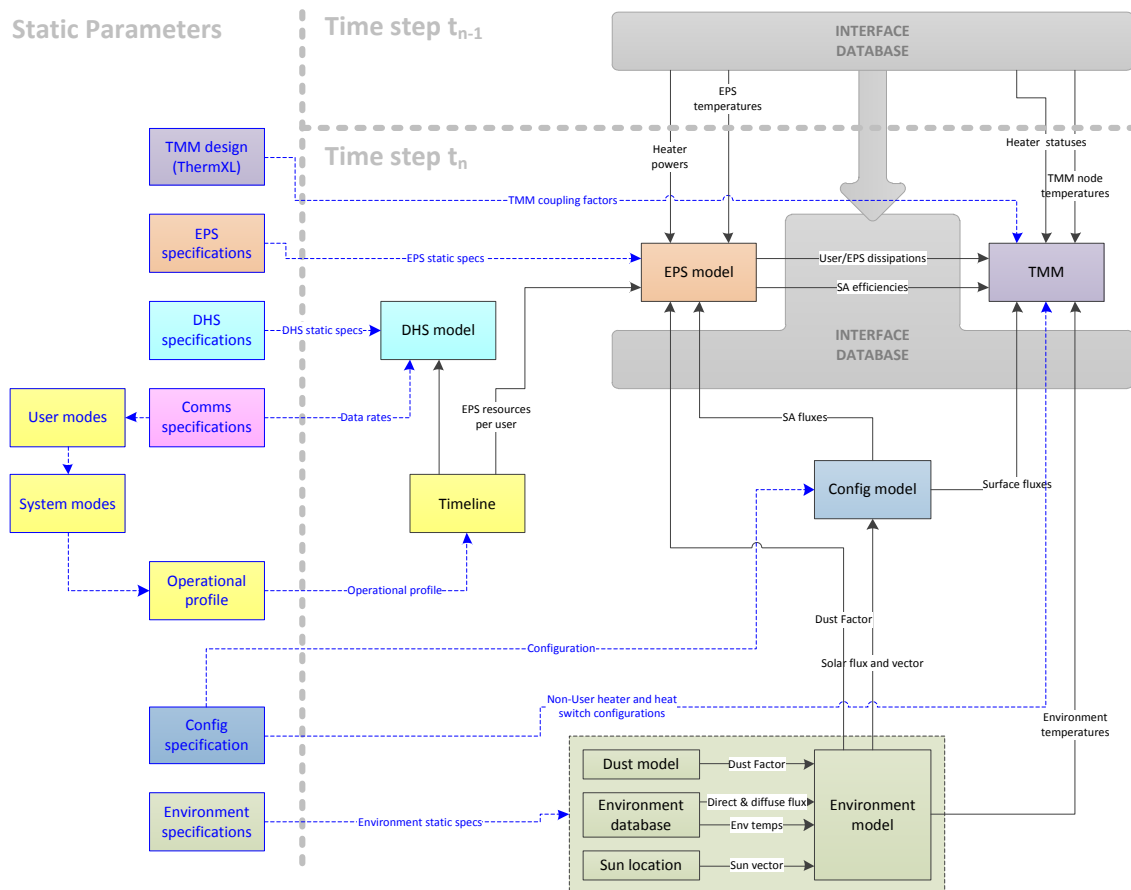 Static Parameters
Time step tn-1
INTERFACE
DATABASE
EPS
temperatures
Time step tn
TMM design
(ThermXL)
Heater
powers
Heater statuses
TMM node
temperatures
TMM coupling factors
EPS
specifications
EPS static specs
EPS model
User/EPS dissipations
SA efficiencies
TMM
DHS
specifications
DHS static specs
DHS model
INTERFACE
DATABASE
User modes
Comms
specifications
Data rates
EPS resources
per user
SA fluxes
System modes
Timeline
Config model
Surface fluxes
Operational
profile
Operational profile
Dust Factor
Configuration
Solar flux and vector
Non-User heater and heat
switch configurations
Config
specification
Environment
temperatures
Dust model
Dust Factor
Environment
specifications
Environment static specs
Environment
database
Direct & diffuse flux
Env temps
Environment
model
Sun location
Sun vector